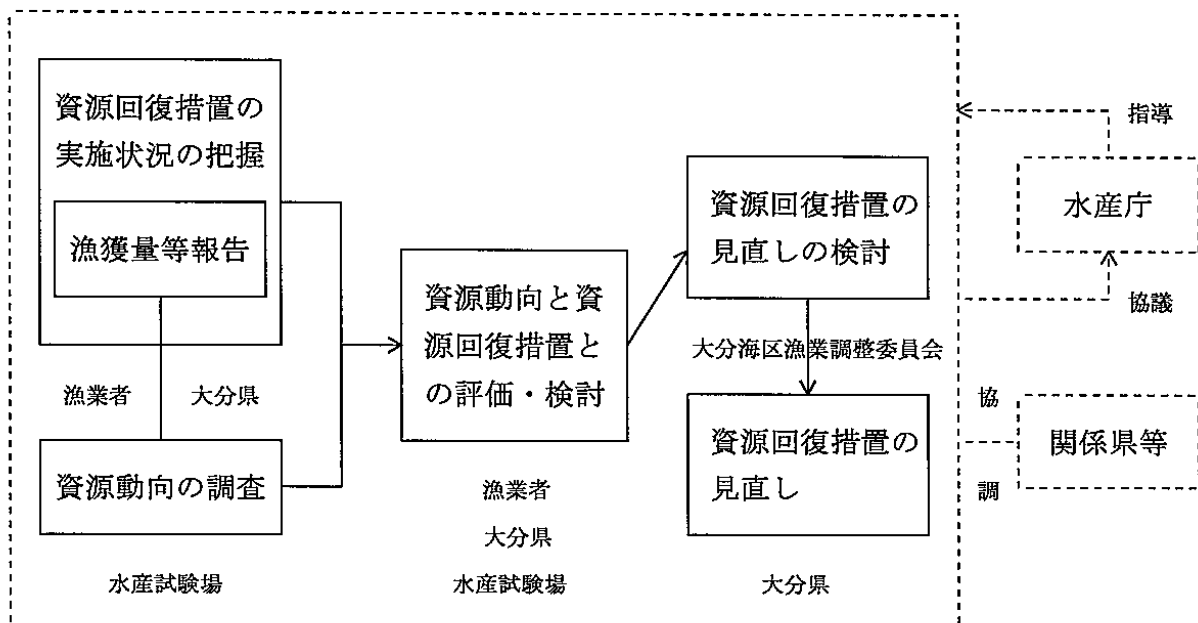 資源回復措置の
実施状況の把握
漁獲量等報告
漁業者
大分県
資源動向の調査
水産試験場
資源動向と資
源回復措置と
の評価・検討
漁業者
大分県
水産試験場
資源回復措置の
見直しの検討
大分海区漁業調整委員会
資源回復措置の
見直し
大分県
指導
水産庁
協議
協
調
関係県等